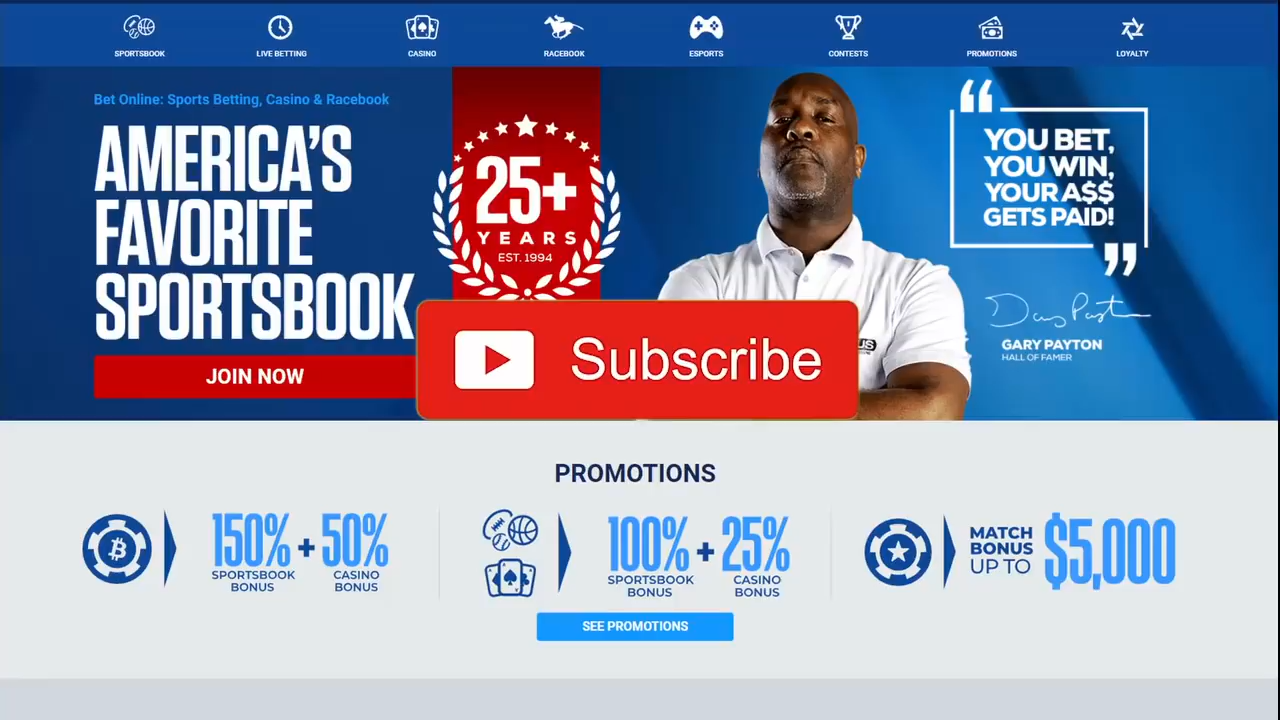 SPORTSBOOK
LIVE BETTING
CASINO
RACEBOOK
ESPORTS
CONTESTS
PROMOTIONS
LOYALTY
Bet Online: Sports Betting, Casino & Racebook
AMERICA'S
FAVORITE
SPORTSBOOK
JOIN NOW
25+
YEARS
EST. 1994
Subscribe
US
“
YOU BET,
YOU WIN,
YOUR A$$
GETS PAID!
”
Gary Payton
GARY PAYTON
HALL OF FAMER
PROMOTIONS
150% + 50%
SPORTSBOOK
BONUS
CASINO
BONUS
100% + 25%
SPORTSBOOK
BONUS
CASINO
BONUS
MATCH
BONUS
UP TO
$5,000
SEE PROMOTIONS